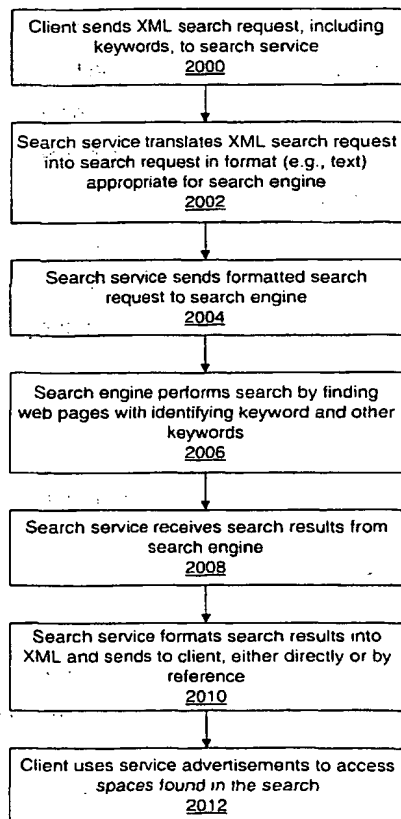 Client sends XML search request, including
keywords, to search service
2000
Search service translates XML search request
into search request in format (e.g., text)
appropriate for search engine
2002
Search service sends formatted search
request to search engine
2004
Search engine performs search by finding
web pages with identifying keyword and other
keywords
2006
Search service receives search results from
search engine
2008
Search service formats search results into
XML and sends to client, either directly or by
reference
2010
Client uses service advertisements to access
spaces found in the search
2012